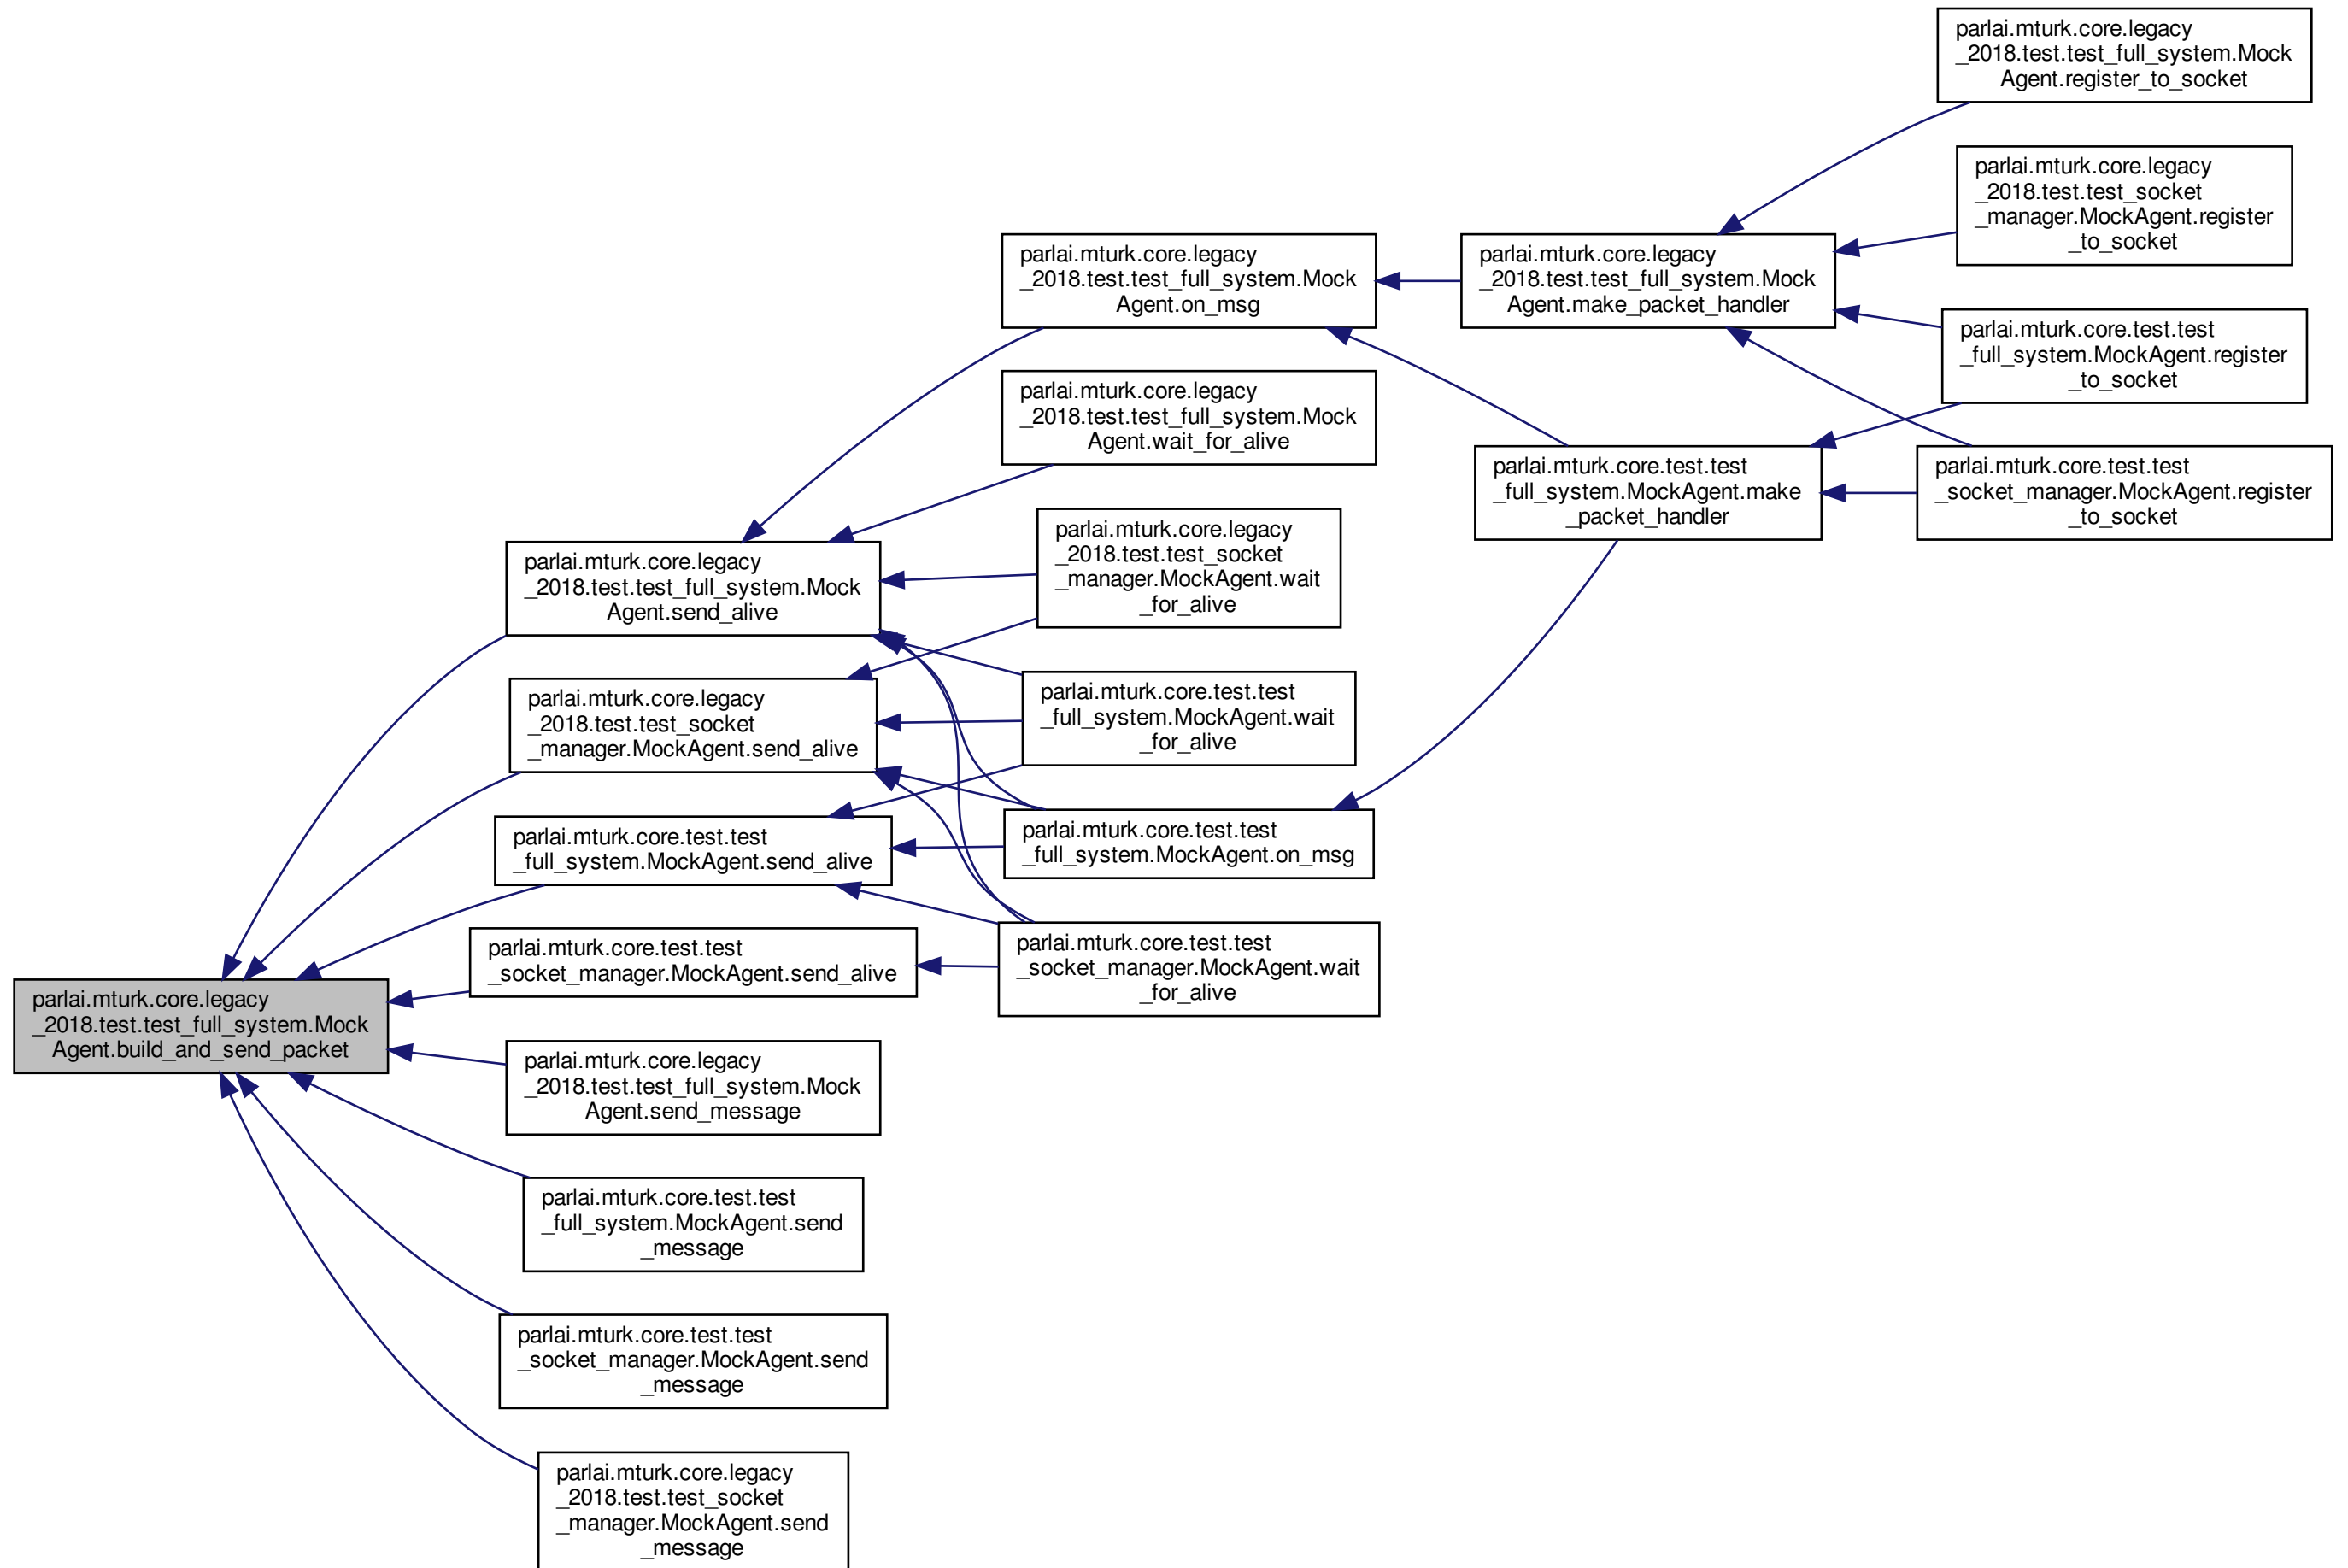 parlai.mturk.core.legacy
_2018.test.test_full_system.Mock
Agent.register_to_socket
parlai.mturk.core.legacy
_2018.test.test_socket
_manager.MockAgent.register
_to_socket
parlai.mturk.core.legacy
_2018.test.test_full_system.Mock
Agent.on_msg
parlai.mturk.core.legacy
_2018.test.test_full_system.Mock
Agent.make_packet_handler
parlai.mturk.core.test.test
_full_system.MockAgent.register
_to_socket
parlai.mturk.core.legacy
_2018.test.test_full_system.Mock
Agent.wait_for_alive
parlai.mturk.core.test.test
_full_system.MockAgent.make
_packet_handler
parlai.mturk.core.test.test
_socket_manager.MockAgent.register
_to_socket
parlai.mturk.core.legacy
_2018.test.test_socket
_manager.MockAgent.wait
_for_alive
parlai.mturk.core.legacy
_2018.test.test_full_system.Mock
Agent.send_alive
parlai.mturk.core.legacy
_2018.test.test_socket
_manager.MockAgent.send_alive
parlai.mturk.core.test.test
_full_system.MockAgent.wait
_for_alive
parlai.mturk.core.test.test
_full_system.MockAgent.send_alive
parlai.mturk.core.test.test
_full_system.MockAgent.on_msg
parlai.mturk.core.test.test
_socket_manager.MockAgent.send_alive
parlai.mturk.core.test.test
_socket_manager.MockAgent.wait
_for_alive
parlai.mturk.core.legacy
_2018.test.test_full_system.Mock
Agent.build_and_send_packet
parlai.mturk.core.legacy
_2018.test.test_full_system.Mock
Agent.send_message
parlai.mturk.core.test.test
_full_system.MockAgent.send
_message
parlai.mturk.core.test.test
_socket_manager.MockAgent.send
_message
parlai.mturk.core.legacy
_2018.test.test_socket
_manager.MockAgent.send
_message